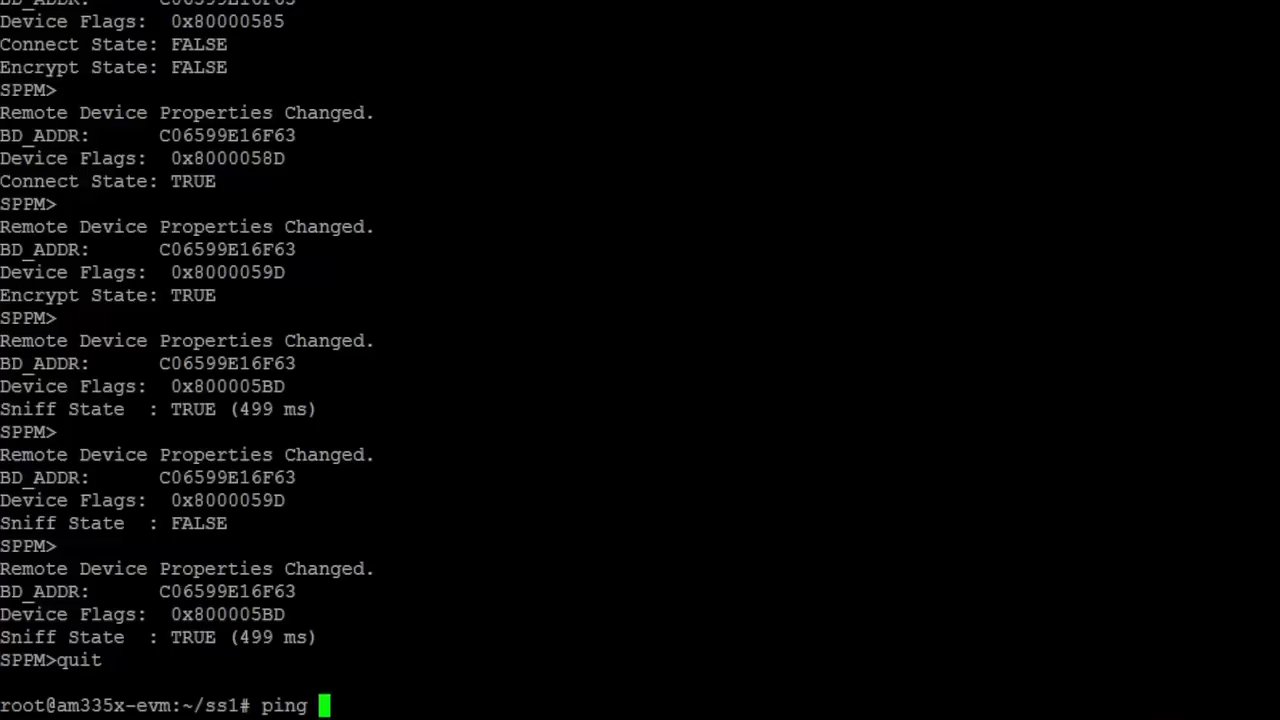 BD_ADDR:      C06599E16F63
Device Flags:  0x80000585
Connect State: FALSE
Encrypt State: FALSE
SPPM>
Remote Device Properties Changed.
BD_ADDR:      C06599E16F63
Device Flags:  0x8000058D
Connect State: TRUE
SPPM>
Remote Device Properties Changed.
BD_ADDR:      C06599E16F63
Device Flags:  0x8000059D
Encrypt State: TRUE
SPPM>
Remote Device Properties Changed.
BD_ADDR:      C06599E16F63
Device Flags:  0x800005BD
Sniff State  : TRUE (499 ms)
SPPM>
Remote Device Properties Changed.
BD_ADDR:      C06599E16F63
Device Flags:  0x8000059D
Sniff State  : FALSE
SPPM>
Remote Device Properties Changed.
BD_ADDR:      C06599E16F63
Device Flags:  0x800005BD
Sniff State  : TRUE (499 ms)
SPPM>quit
root@am335x-evm:~/ss1# ping